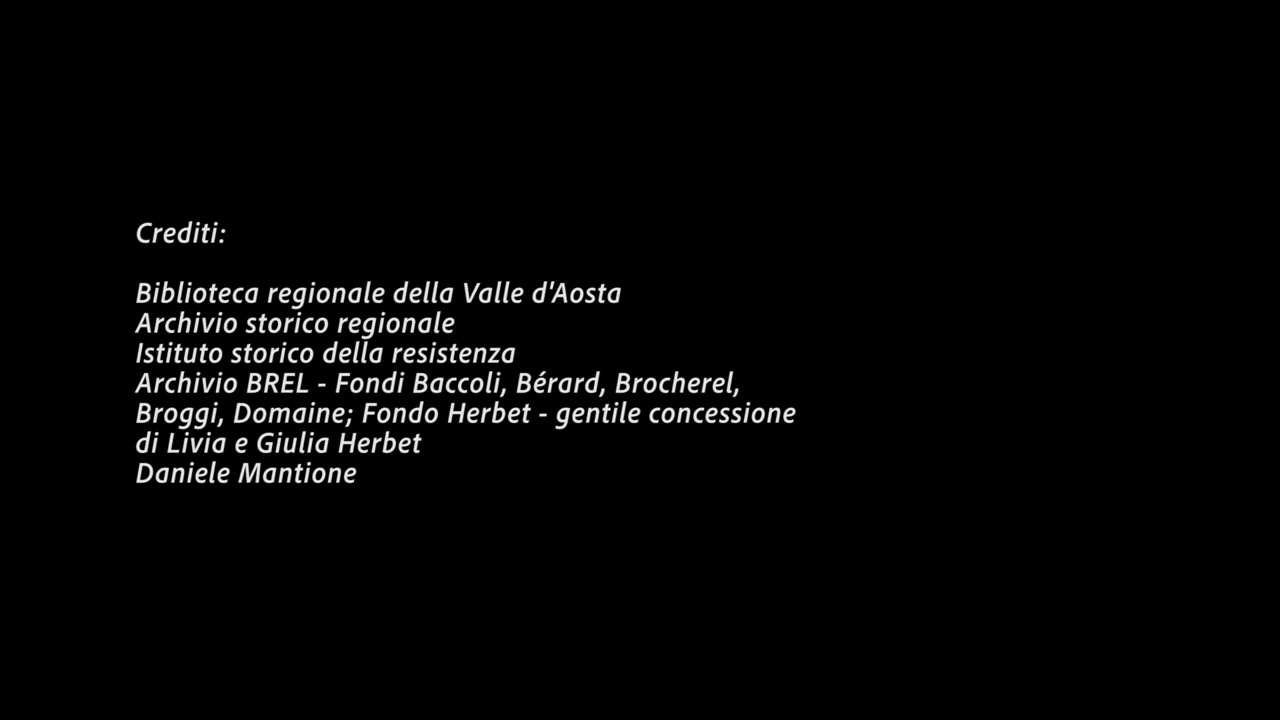 Crediti:
Biblioteca regionale della Valle d'Aosta
Archivio storico regionale
Istituto storico della resistenza
Archivio BREL - Fondi Baccoli, Bérard, Brocherel,
Broggi, Domaine; Fondo Herbet - gentile concessione
di Livia e Giulia Herbet
Daniele Mantione